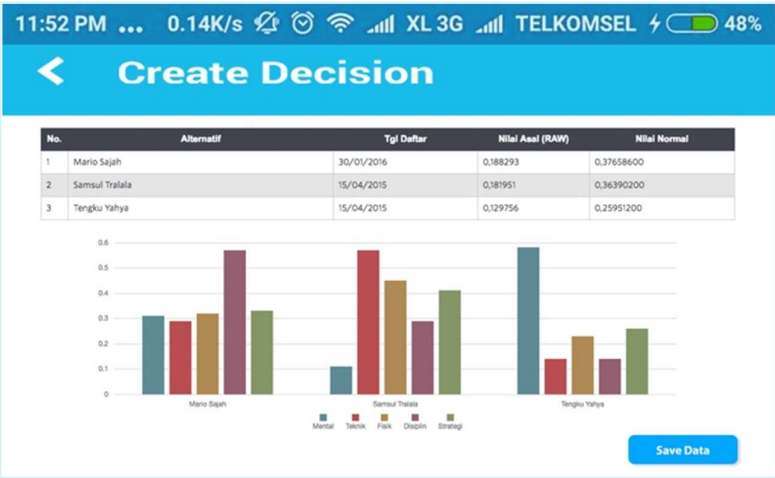 11:52 PM ... 0.14K/s XL 3G TELKOMSEL 48%
Create Decision
No. Alternatif Tgl Daftar Nilai Asal (RAW) Nilai Normal
1 Mario Sajah 30/01/2016 0,188293 0,37658600
2 Samsul Tralala 15/04/2015 0,181951 0,36390200
3 Tengku Yahya 15/04/2015 0,129756 0,25951200
0.6
0.5
0.4
0.3
0.2
0.1
0
Mario Sajah Samsul Tralala Tengku Yahya
Mental Teknik Fisik Disiplin Strategi
Save Data